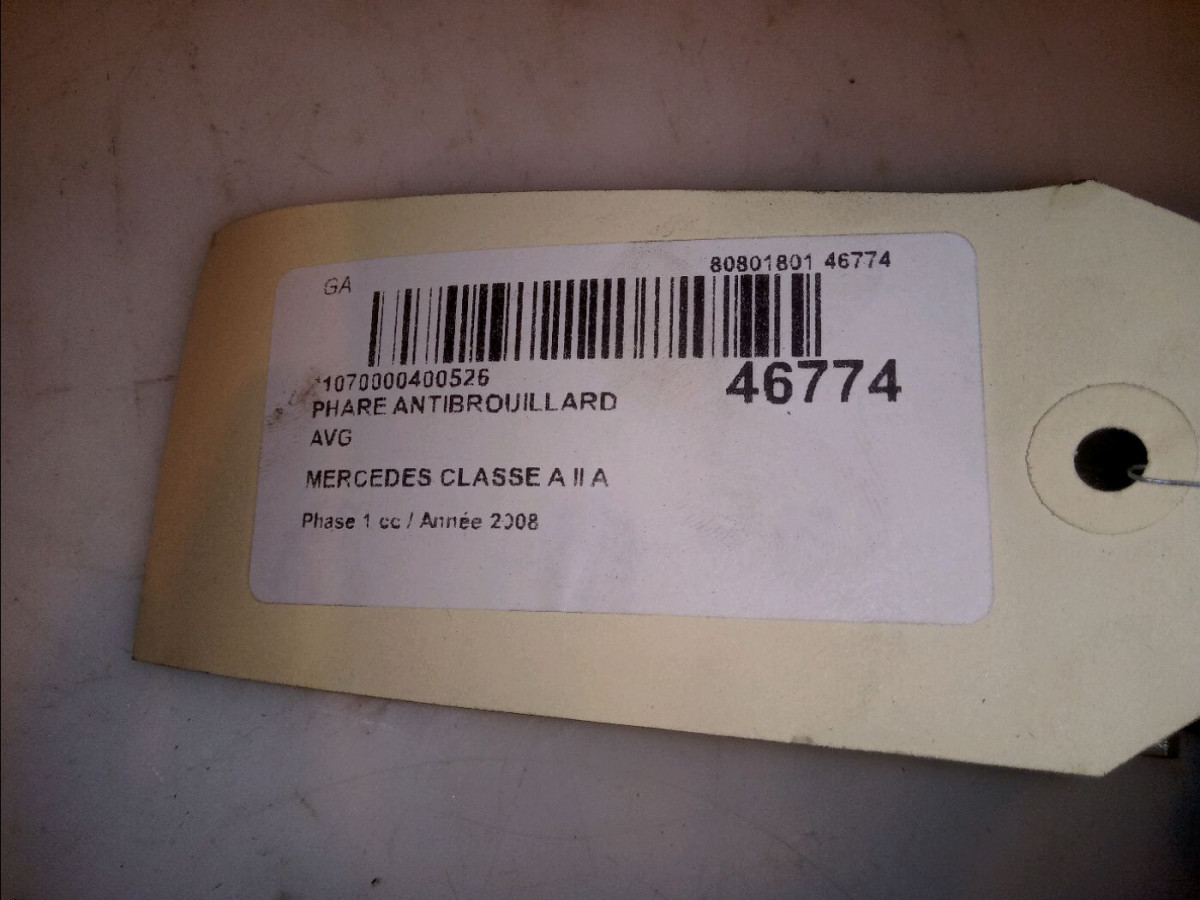 GA
80801801 46774
*1070000400526
46774
PHARE ANTIBROUILLARD
AVG
MERCEDES CLASSE A II A
Phase 1 cc / Année 2008